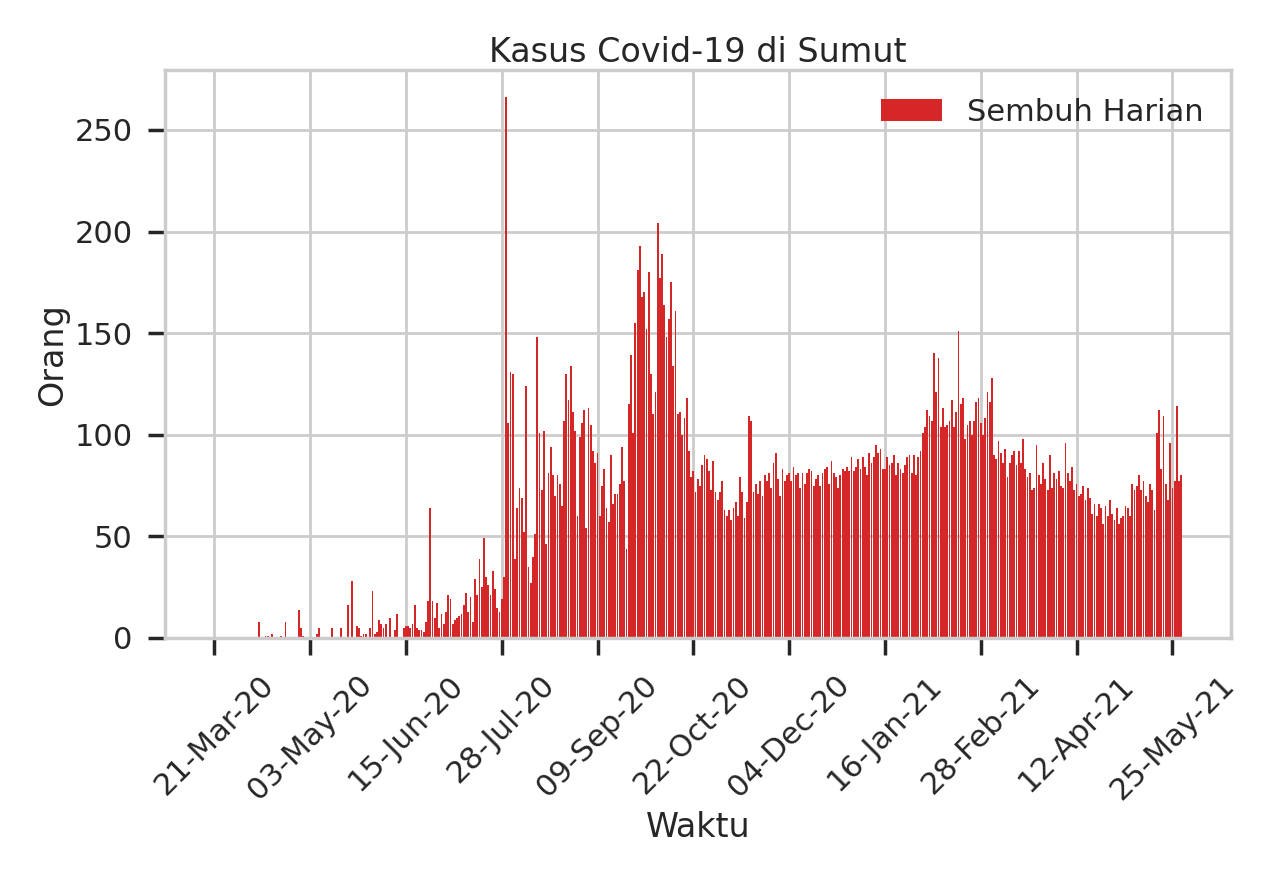 Kasus Covid-19 di Sumut
Sembuh Harian
Orang
250
200
150
100
50
0
21-Mar-20
03-May-20
15-Jun-20
28-Jul-20
09-Sep-20
22-Oct-20
04-Dec-20
16-Jan-21
28-Feb-21
12-Apr-21
25-May-21
Waktu